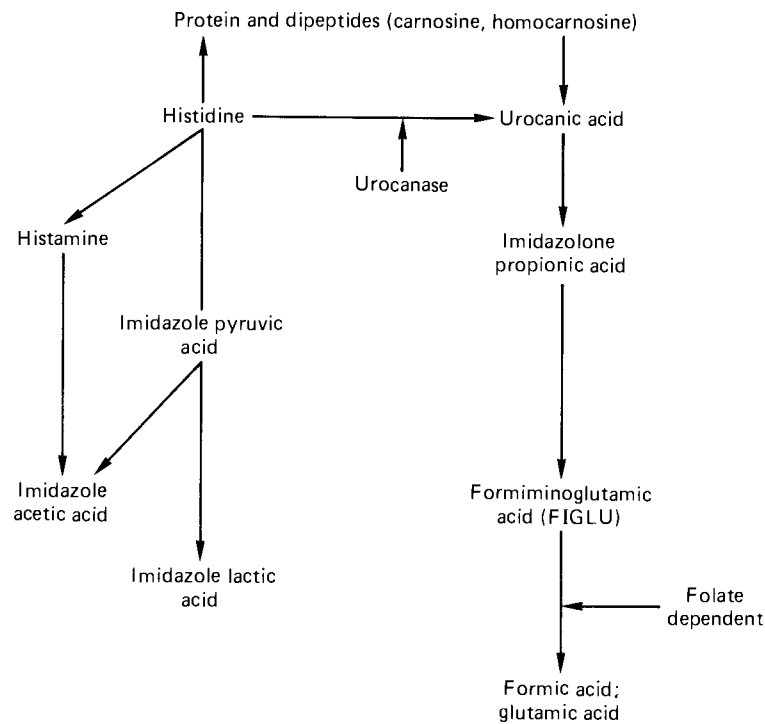 Protein and dipeptides (carnosine, homocarnosine)
Histidine
Urocanic acid
Urocanase
Histamine
Imidazolone
propionic acid
Imidazole pyruvic
acid
Imidazole
acetic acid
Formiminoglutamic
acid (FIGLU)
Imidazole lactic
acid
Folate
dependent
Formic acid;
glutamic acid